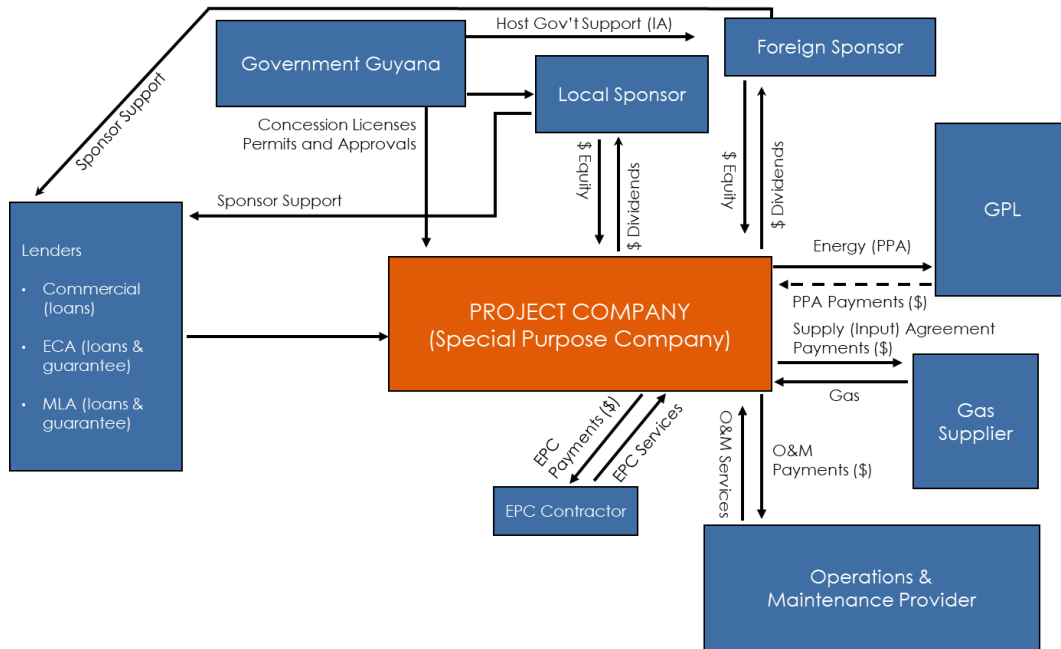 Host Gov't Support (IA)
Government Guyana
Foreign Sponsor
Local Sponsor
Sponsor Support
Concession Licenses
Permits and Approvals
$ Equity
$ Dividends
$ Equity
$ Dividends
GPL
Sponsor Support
Lenders
• Commercial
(loans)
• ECA (loans &
guarantee)
• MLA (loans &
guarantee)
PROJECT COMPANY
(Special Purpose Company)
Energy (PPA)
PPA Payments ($)
Supply (Input) Agreement
Payments ($)
Gas
Gas
Supplier
EPC
Payments ($)
EPC Services
EPC Contractor
O&M Services
O&M
Payments ($)
Operations &
Maintenance Provider